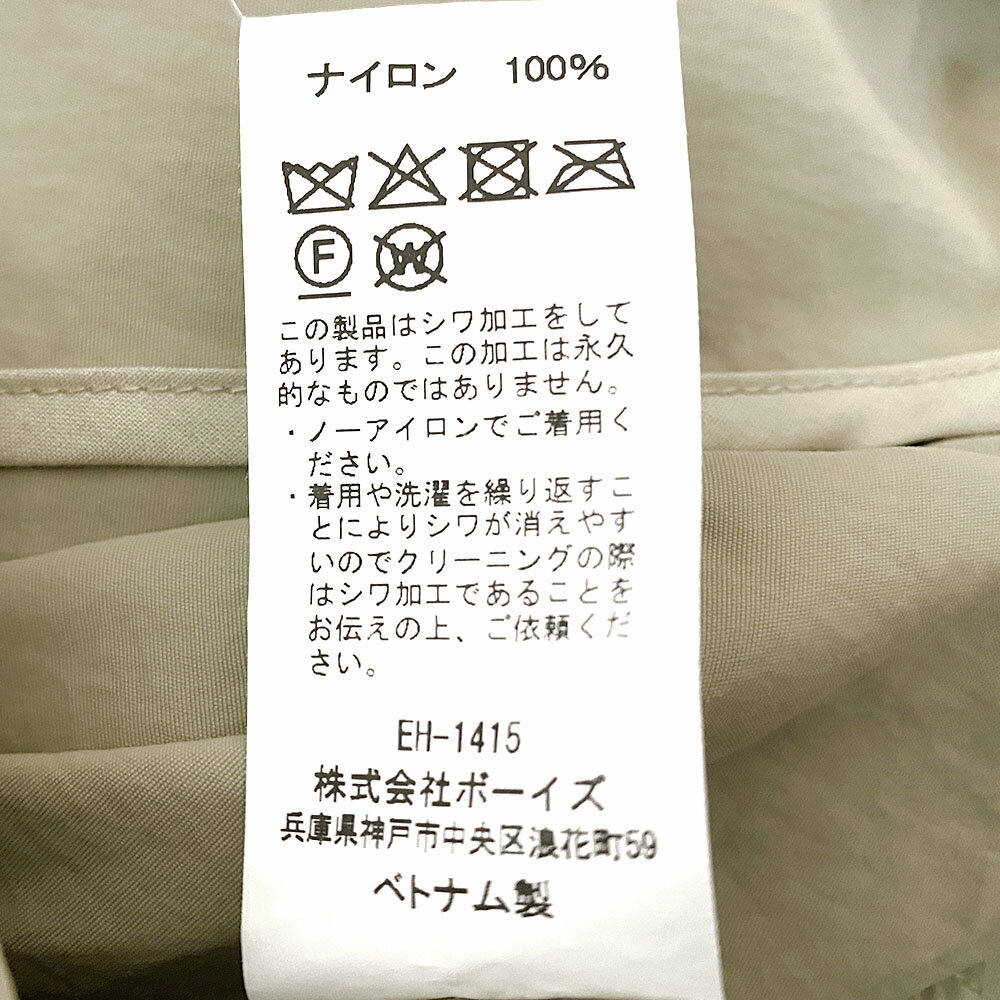 ナイロン 100%
F W
この製品はシワ加工をして
あります。この加工は永久
的なものではありません。
・ノーアイロンでご着用く
ださい。
・着用や洗濯を繰り返すこ
とによりシワが消えやす
いのでクリーニングの際
はシワ加工であることを
お伝えの上、ご依頼くだ
さい。
EH-1415
株式会社ボーイズ
兵庫県神戸市中央区浪花町59
ベトナム製